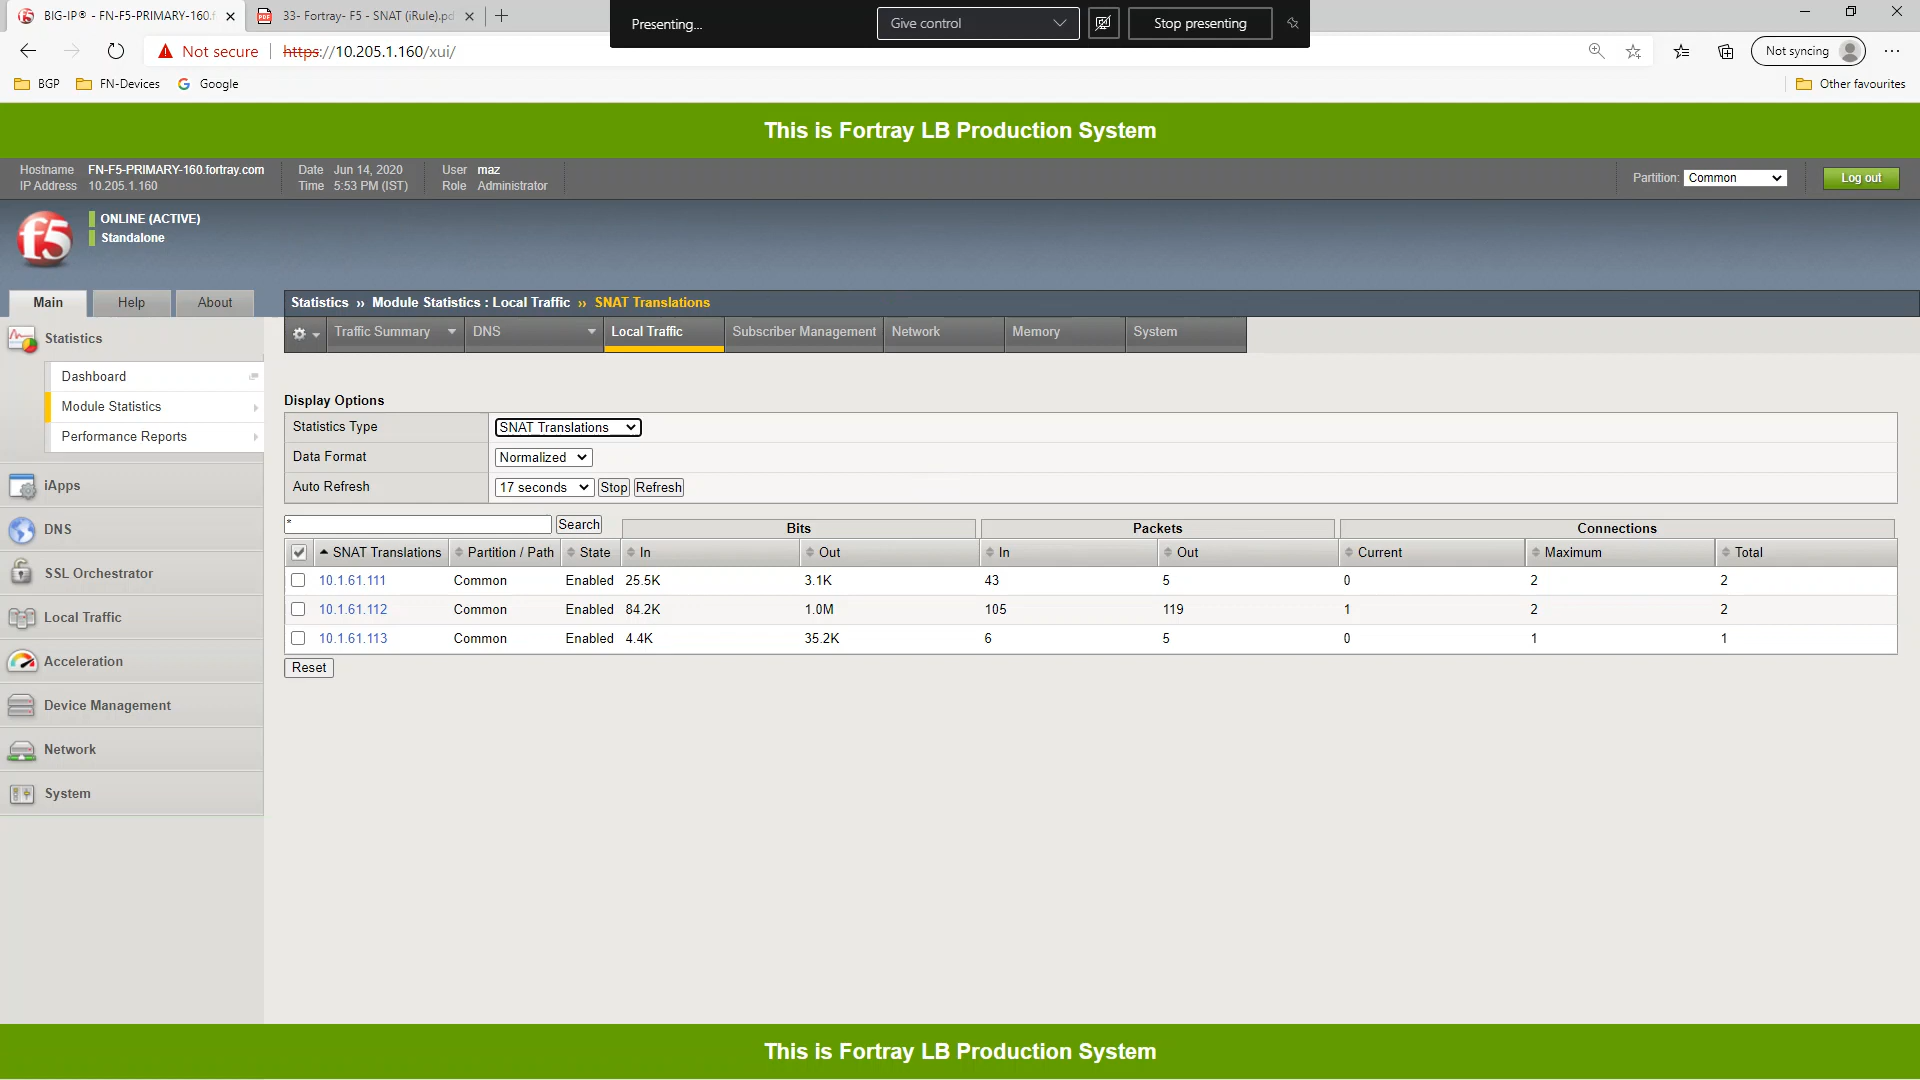 BIG-IP® - FN-F5-PRIMARY-160.f
33- Fortray- F5 - SNAT (iRule).pd
Presenting...
Give control
Stop presenting
Not secure
https://10.205.1.160/xui/
Not syncing
BGP
FN-Devices
Google
Other favourites
This is Fortray LB Production System
Hostname FN-F5-PRIMARY-160.fortray.com
Date Jun 14, 2020
User maz
IP Address 10.205.1.160
Time 5:53 PM (IST)
Role Administrator
Partition: Common
Log out
f5
ONLINE (ACTIVE)
Standalone
Main
Help
About
Statistics ›› Module Statistics : Local Traffic ›› SNAT Translations
Traffic Summary
DNS
Local Traffic
Subscriber Management
Network
Memory
System
Statistics
Dashboard
Module Statistics
Performance Reports
iApps
DNS
SSL Orchestrator
Local Traffic
Acceleration
Device Management
Network
System
Display Options
Statistics Type SNAT Translations
Data Format Normalized
Auto Refresh 17 seconds Stop Refresh
* Search
Bits Packets Connections
SNAT Translations Partition / Path State In Out In Out Current Maximum Total
10.1.61.111 Common Enabled 25.5K 3.1K 43 5 0 2 2
10.1.61.112 Common Enabled 84.2K 1.0M 105 119 1 2 2
10.1.61.113 Common Enabled 4.4K 35.2K 6 5 0 1 1
Reset
This is Fortray LB Production System